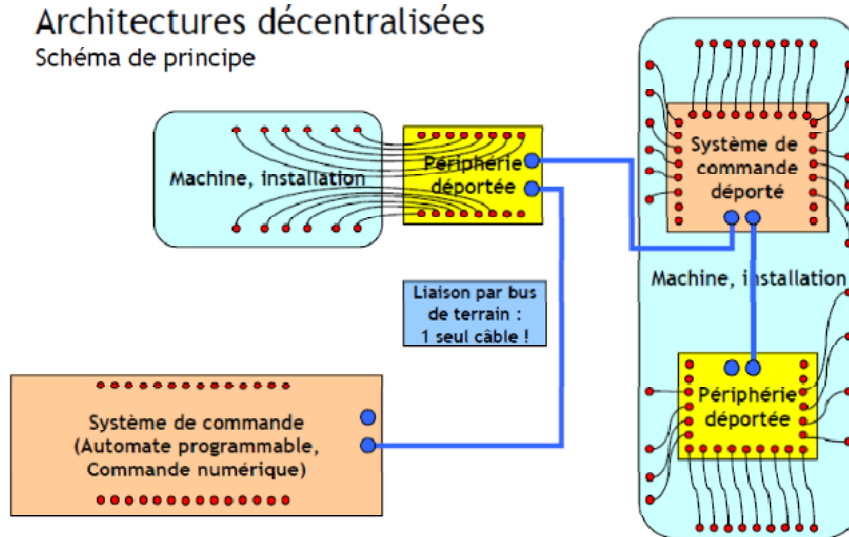 Architectures décentralisées
Schéma de principe
Machine, installation
Périphérie
déportée
Système de
commande
déporté
Liaison par bus
de terrain :
1 seul câble !
Machine, installation
Système de commande
(Automate programmable,
Commande numérique)
Périphérie
déportée